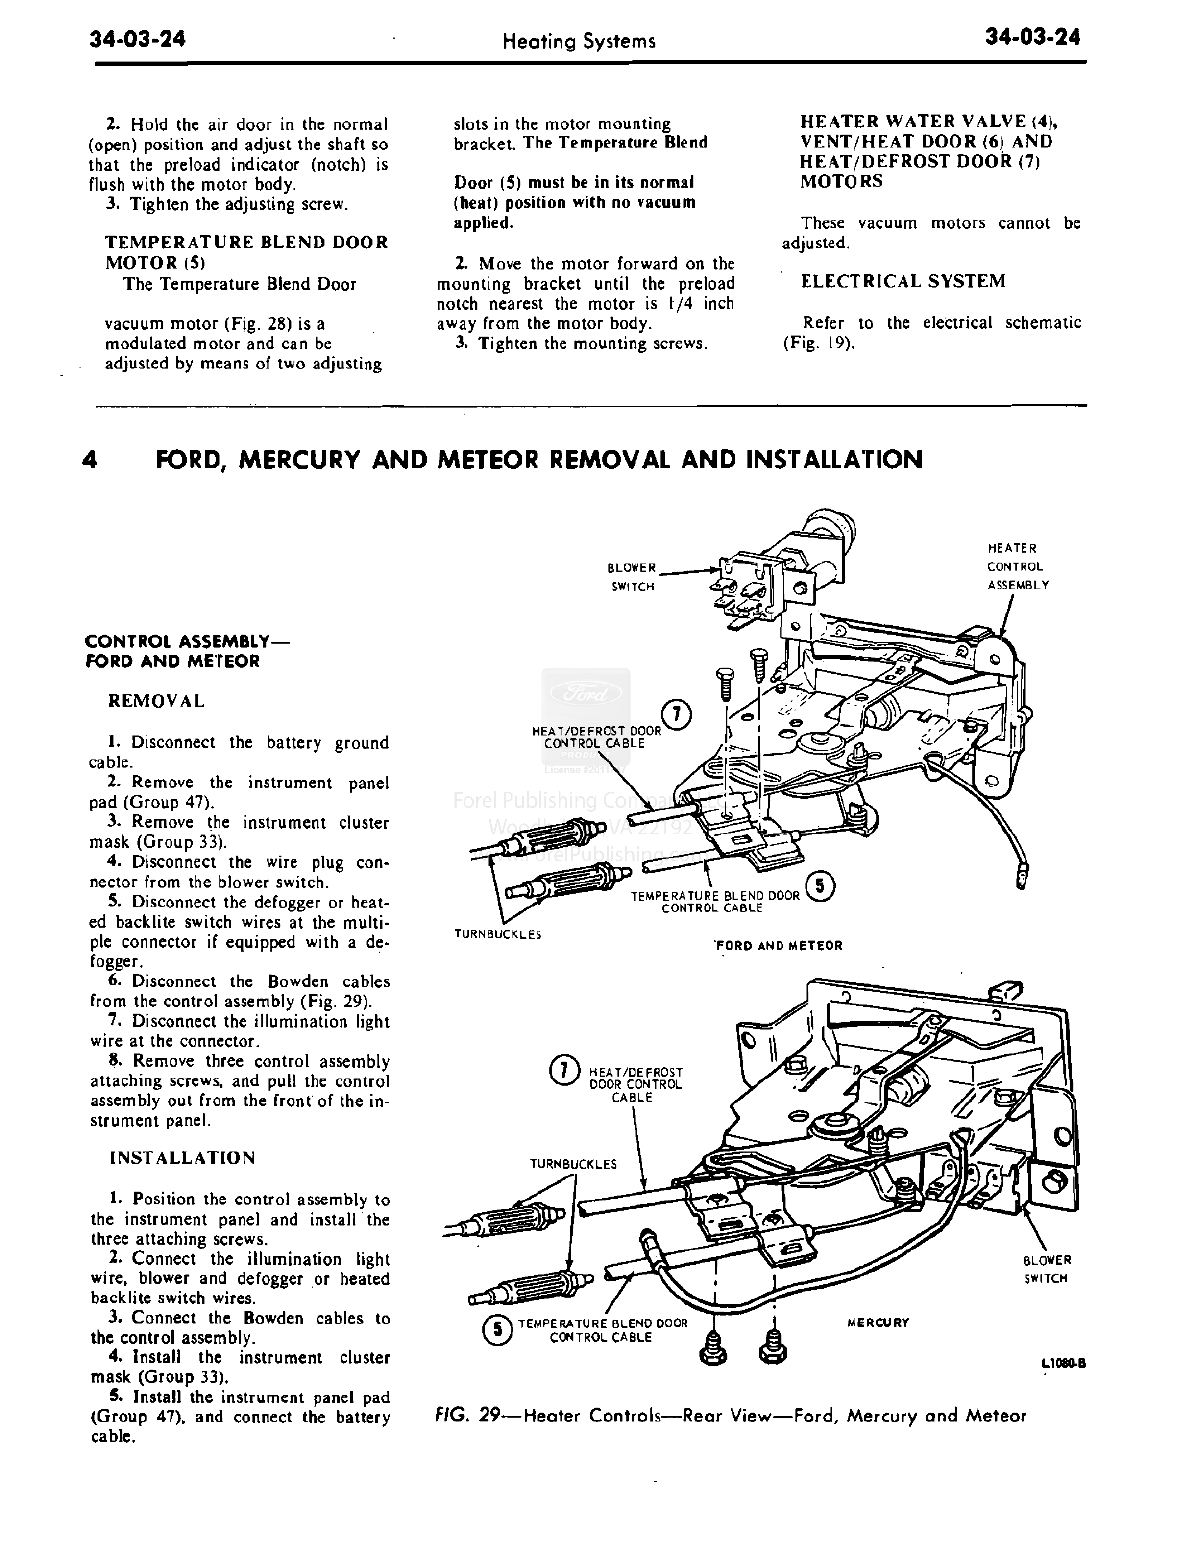 34-03-24
Heating Systems
34-03-24
2. Hold the air door in the normal
(open) position and adjust the shaft so
that the preload indicator (notch) is
flush with the motor body.
3. Tighten the adjusting screw.
TEMPERATURE BLEND DOOR
MOTOR (5)
The Temperature Blend Door
vacuum motor (Fig. 28) is a
modulated motor and can be
adjusted by means of two adjusting
slots in the motor mounting
bracket. The Temperature Blend
Door (5) must be in its normal
(heat) position with no vacuum
applied.
2. Move the motor forward on the
mounting bracket until the preload
notch nearest the motor is 1/4 inch
away from the motor body.
3. Tighten the mounting screws.
HEATER WATER VALVE (4),
VENT/HEAT DOOR (6) AND
HEAT/DEFROST DOOR (7)
MOTORS
These vacuum motors cannot be
adjusted.
ELECTRICAL SYSTEM
Refer to the electrical schematic
(Fig. 19).
4 FORD, MERCURY AND METEOR REMOVAL AND INSTALLATION
CONTROL ASSEMBLY—
FORD AND METEOR
REMOVAL
1. Disconnect the battery ground
cable.
2. Remove the instrument panel
pad (Group 47).
3. Remove the instrument cluster
mask (Group 33).
4. Disconnect the wire plug con-
nector from the blower switch.
5. Disconnect the defogger or heat-
ed backlite switch wires at the multi-
ple connector if equipped with a de-
fogger.
6. Disconnect the Bowden cables
from the control assembly (Fig. 29).
7. Disconnect the illumination light
wire at the connector.
8. Remove three control assembly
attaching screws, and pull the control
assembly out from the front of the in-
strument panel.
INSTALLATION
1. Position the control assembly to
the instrument panel and install the
three attaching screws.
2. Connect the illumination light
wire, blower and defogger or heated
backlite switch wires.
3. Connect the Bowden cables to
the control assembly.
4. Install the instrument cluster
mask (Group 33).
5. Install the instrument panel pad
(Group 47), and connect the battery
cable.
BLOWER
SWITCH
HEATER
CONTROL
ASSEMBLY
7
HEAT/DEFROST DOOR
CONTROL CABLE
Ford
Forel Publishing Company
VA 22192
ForelPublishing.com
5
TEMPERATURE BLEND DOOR
CONTROL CABLE
TURNBUCKLES
FORD AND METEOR
7
HEAT/DEFROST
DOOR CONTROL
CABLE
TURNBUCKLES
BLOWER
SWITCH
5
TEMPERATURE BLEND DOOR
CONTROL CABLE
MERCURY
L1080-B
FIG. 29—Heater Controls—Rear View—Ford, Mercury and Meteor